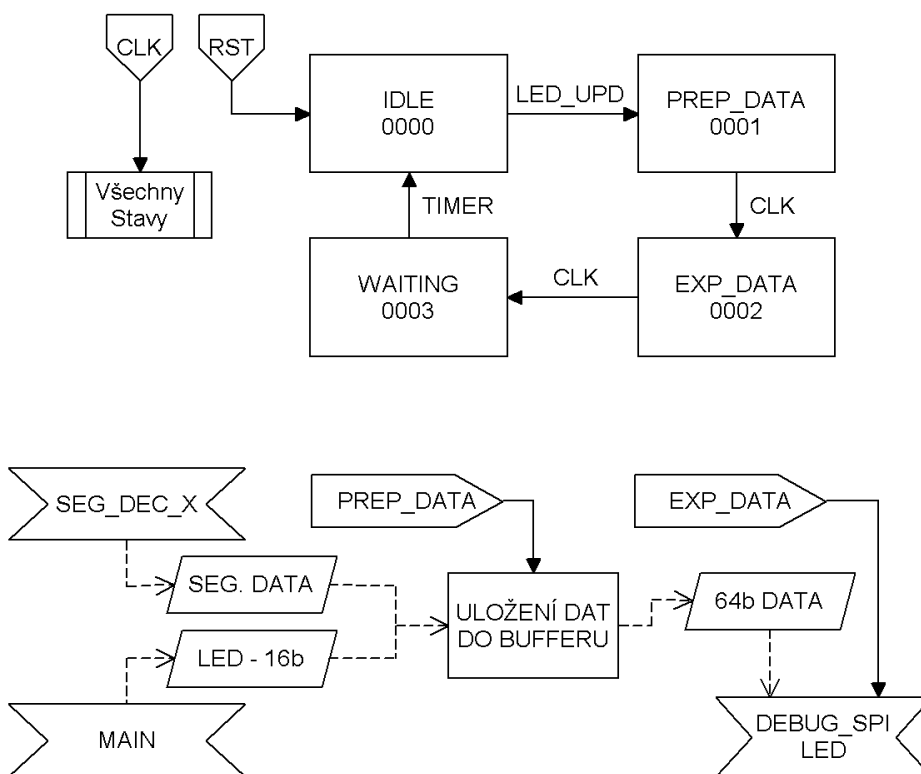 CLK
RST
IDLE
0000
LED_UPD
PREP_DATA
0001
Všechny
Stavy
TIMER
CLK
WAITING
0003
CLK
EXP_DATA
0002
SEG_DEC_X
PREP_DATA
EXP_DATA
SEG. DATA
ULOŽENÍ DAT
DO BUFFERU
64b DATA
LED - 16b
MAIN
DEBUG_SPI
LED